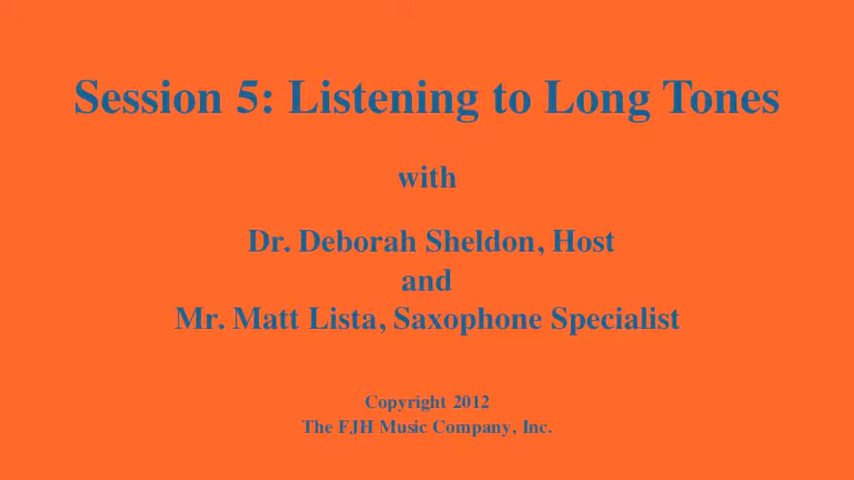 Session 5: Listening to Long Tones
with
Dr. Deborah Sheldon, Host
and
Mr. Matt Lista, Saxophone Specialist
Copyright 2012
The FJH Music Company, Inc.